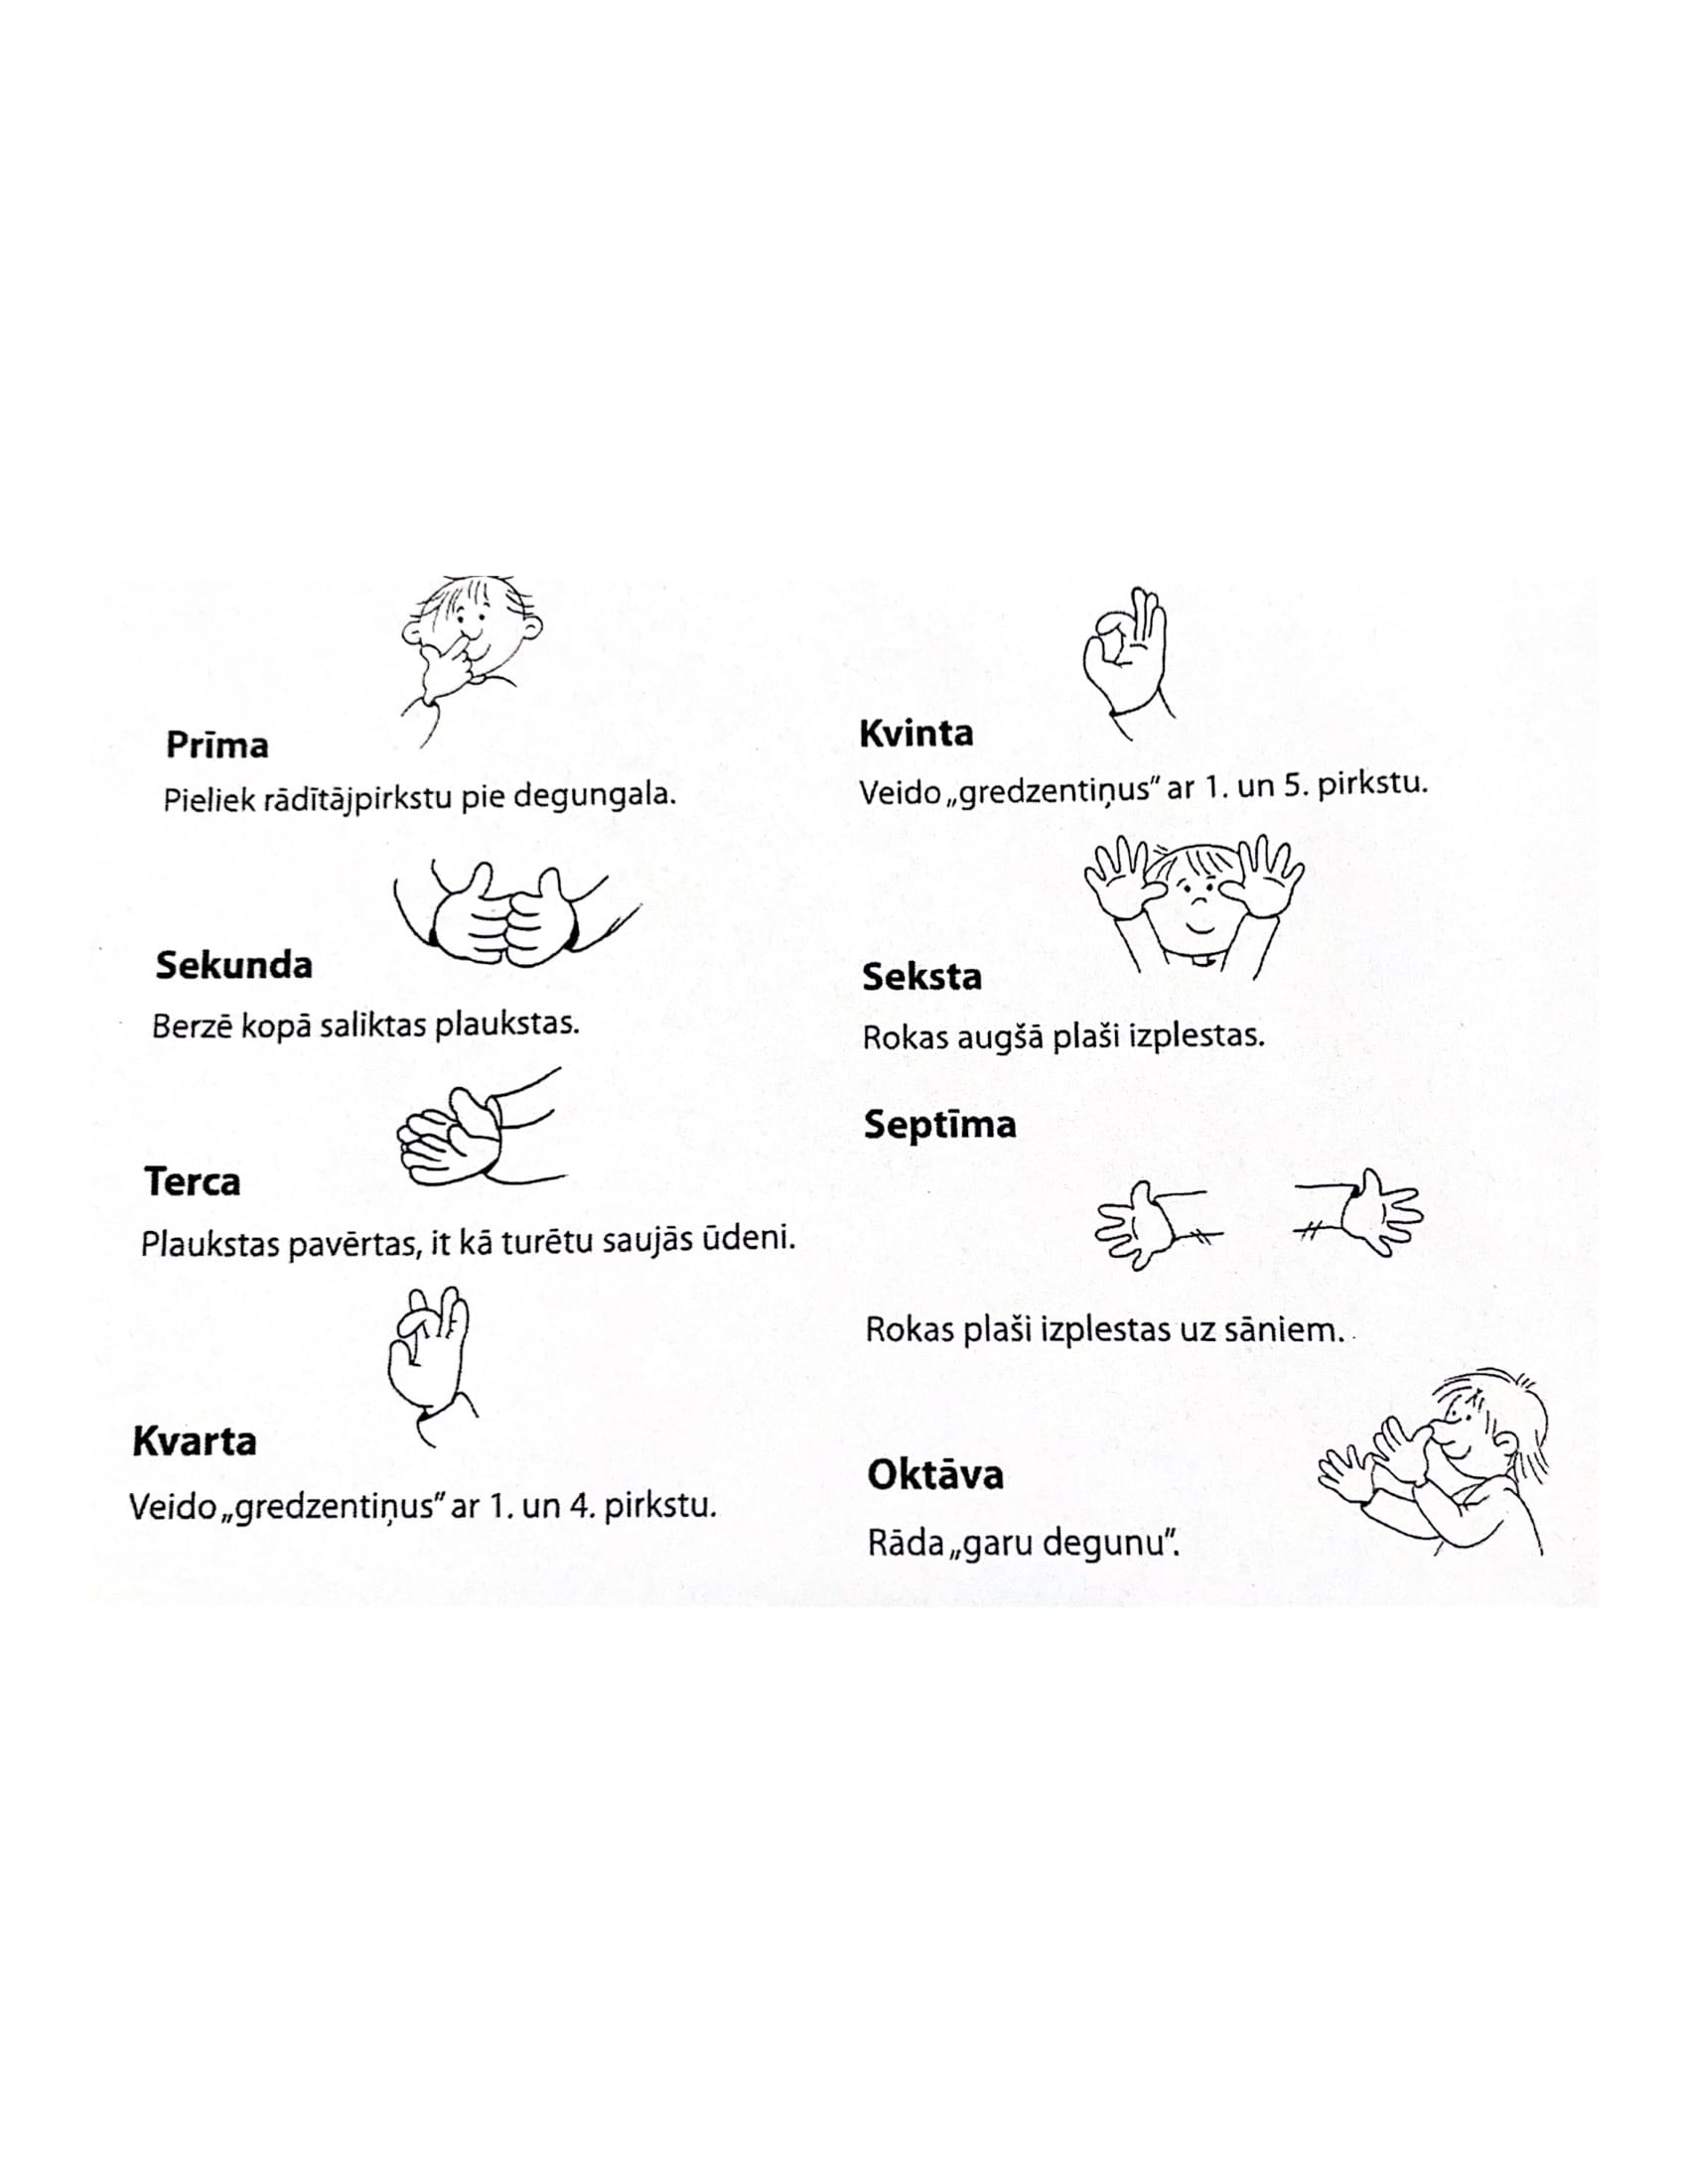 Prīma
Pieliek rādītājpirkstu pie degungala.
Sekunda
Berzē kopā saliktas plaukstas.
Terca
Plaukstas pavērtas, it kā turētu saujās ūdeni.
Kvarta
Veido „gredzentiņus” ar 1. un 4. pirkstu.
Kvinta
Veido „gredzentiņus” ar 1. un 5. pirkstu.
Seksta
Rokas augšā plaši izplestas.
Septīma
Rokas plaši izplestas uz sāniem.
Oktāva
Rāda „garu degunu”.